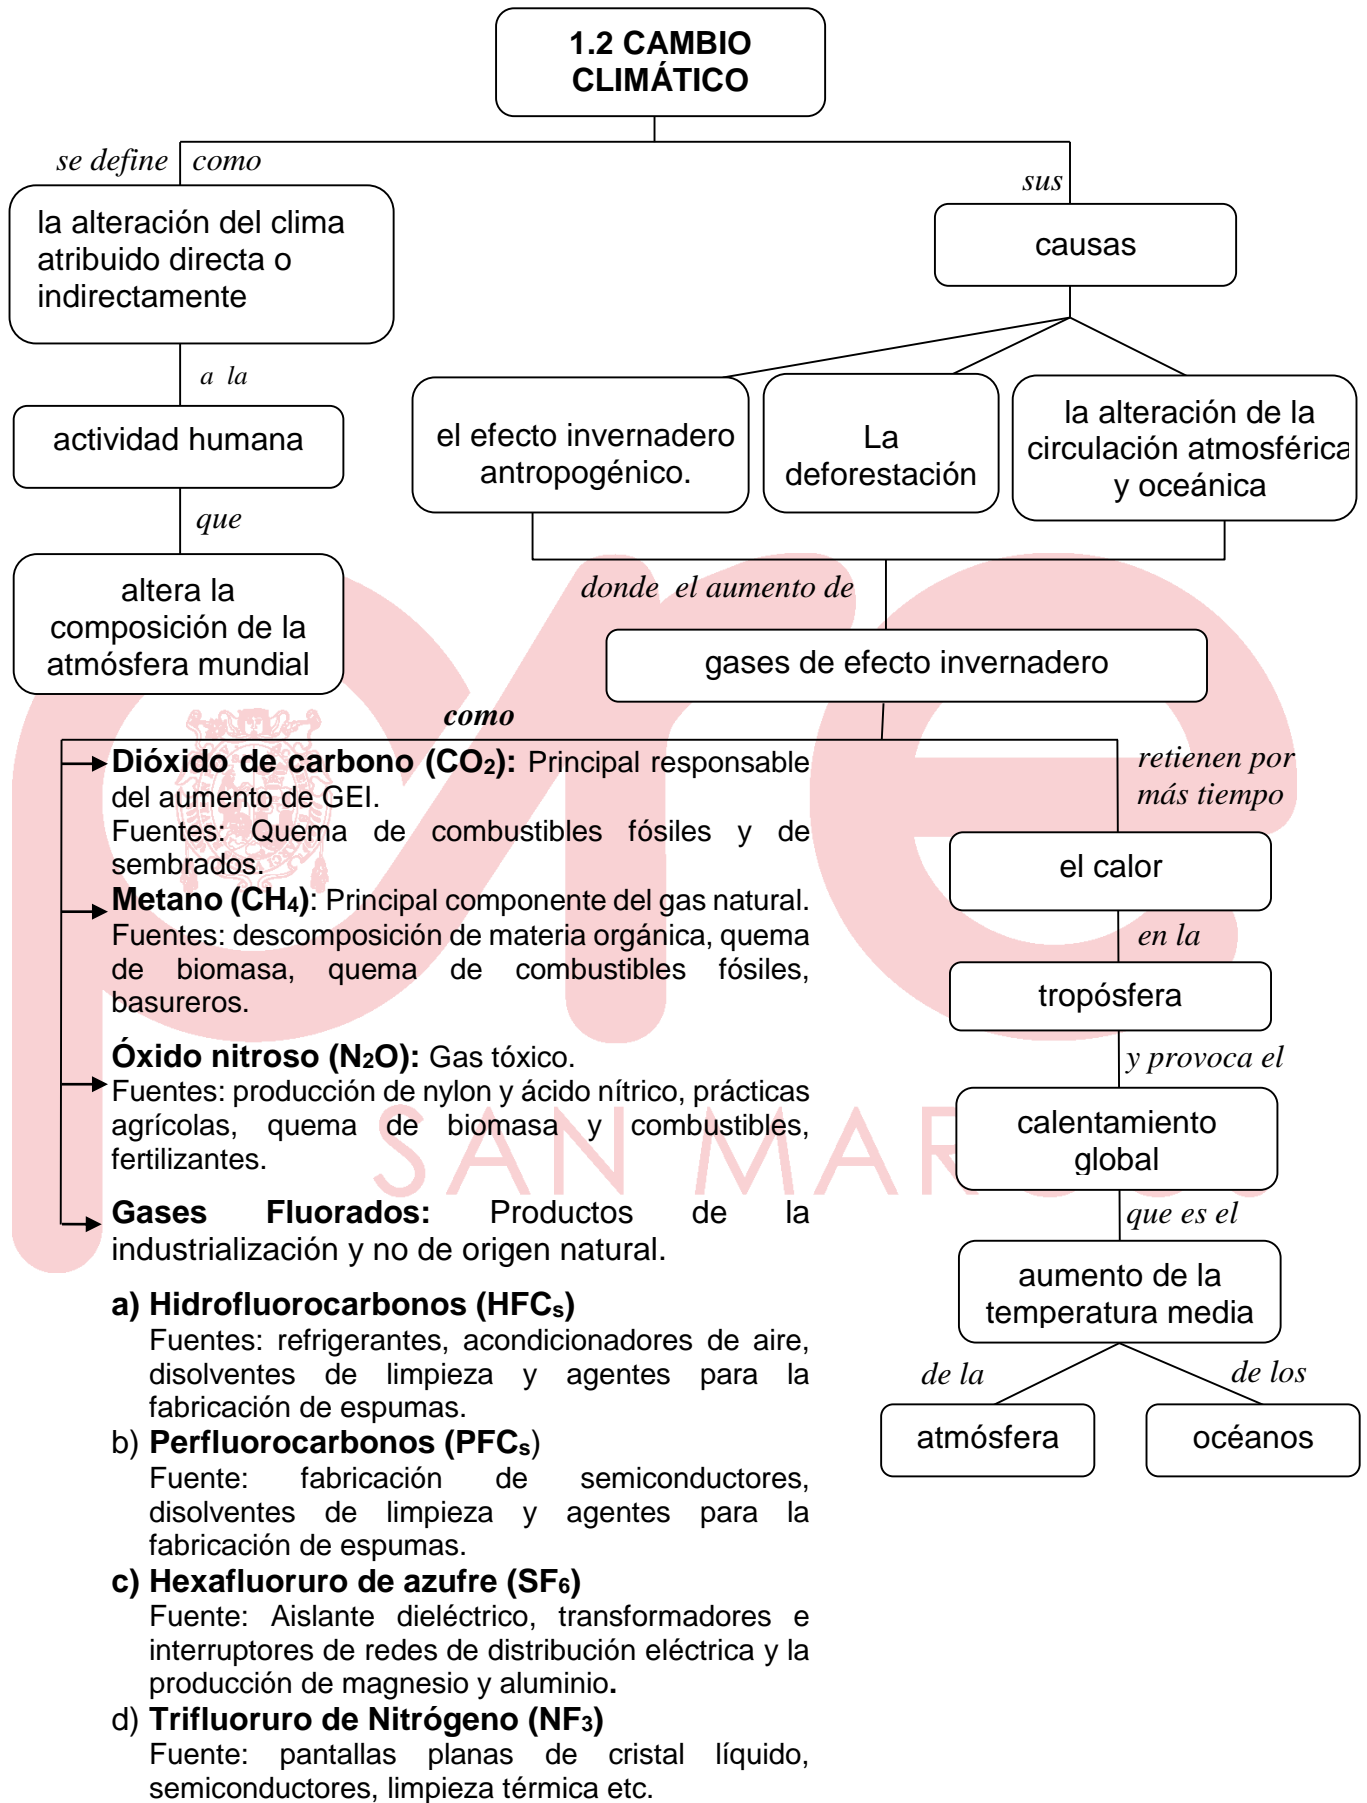 1.2 CAMBIO
CLIMÁTICO
se define como
la alteración del clima
atribuido directa o
indirectamente
a la
actividad humana
que
altera la
composición de la
atmósfera mundial
sus
causas
el efecto invernadero
antropogénico.
La
deforestación
la alteración de la
circulación atmosférica
y oceánica
donde el aumento de
gases de efecto invernadero
como
Dióxido de carbono (CO₂): Principal responsable
del aumento de GEI.
Fuentes: Quema de combustibles fósiles y de
sembrados.
Metano (CH₄): Principal componente del gas natural.
Fuentes: descomposición de materia orgánica, quema
de biomasa, quema de combustibles fósiles,
basureros.
Óxido nitroso (N₂O): Gas tóxico.
Fuentes: producción de nylon y ácido nítrico, prácticas
agrícolas, quema de biomasa y combustibles,
fertilizantes.
Gases Fluorados: Productos de la
industrialización y no de origen natural.
a) Hidrofluorocarbonos (HFCₛ)
Fuentes: refrigerantes, acondicionadores de aire,
disolventes de limpieza y agentes para la
fabricación de espumas.
b) Perfluorocarbonos (PFCₛ)
Fuente: fabricación de semiconductores,
disolventes de limpieza y agentes para la
fabricación de espumas.
c) Hexafluoruro de azufre (SF₆)
Fuente: Aislante dieléctrico, transformadores e
interruptores de redes de distribución eléctrica y la
producción de magnesio y aluminio.
d) Trifluoruro de Nitrógeno (NF₃)
Fuente: pantallas planas de cristal líquido,
semiconductores, limpieza térmica etc.
retienen por
más tiempo
el calor
en la
tropósfera
y provoca el
calentamiento
global
que es el
aumento de la
temperatura media
de la
atmósfera
de los
océanos
pre
SAN MARCOS